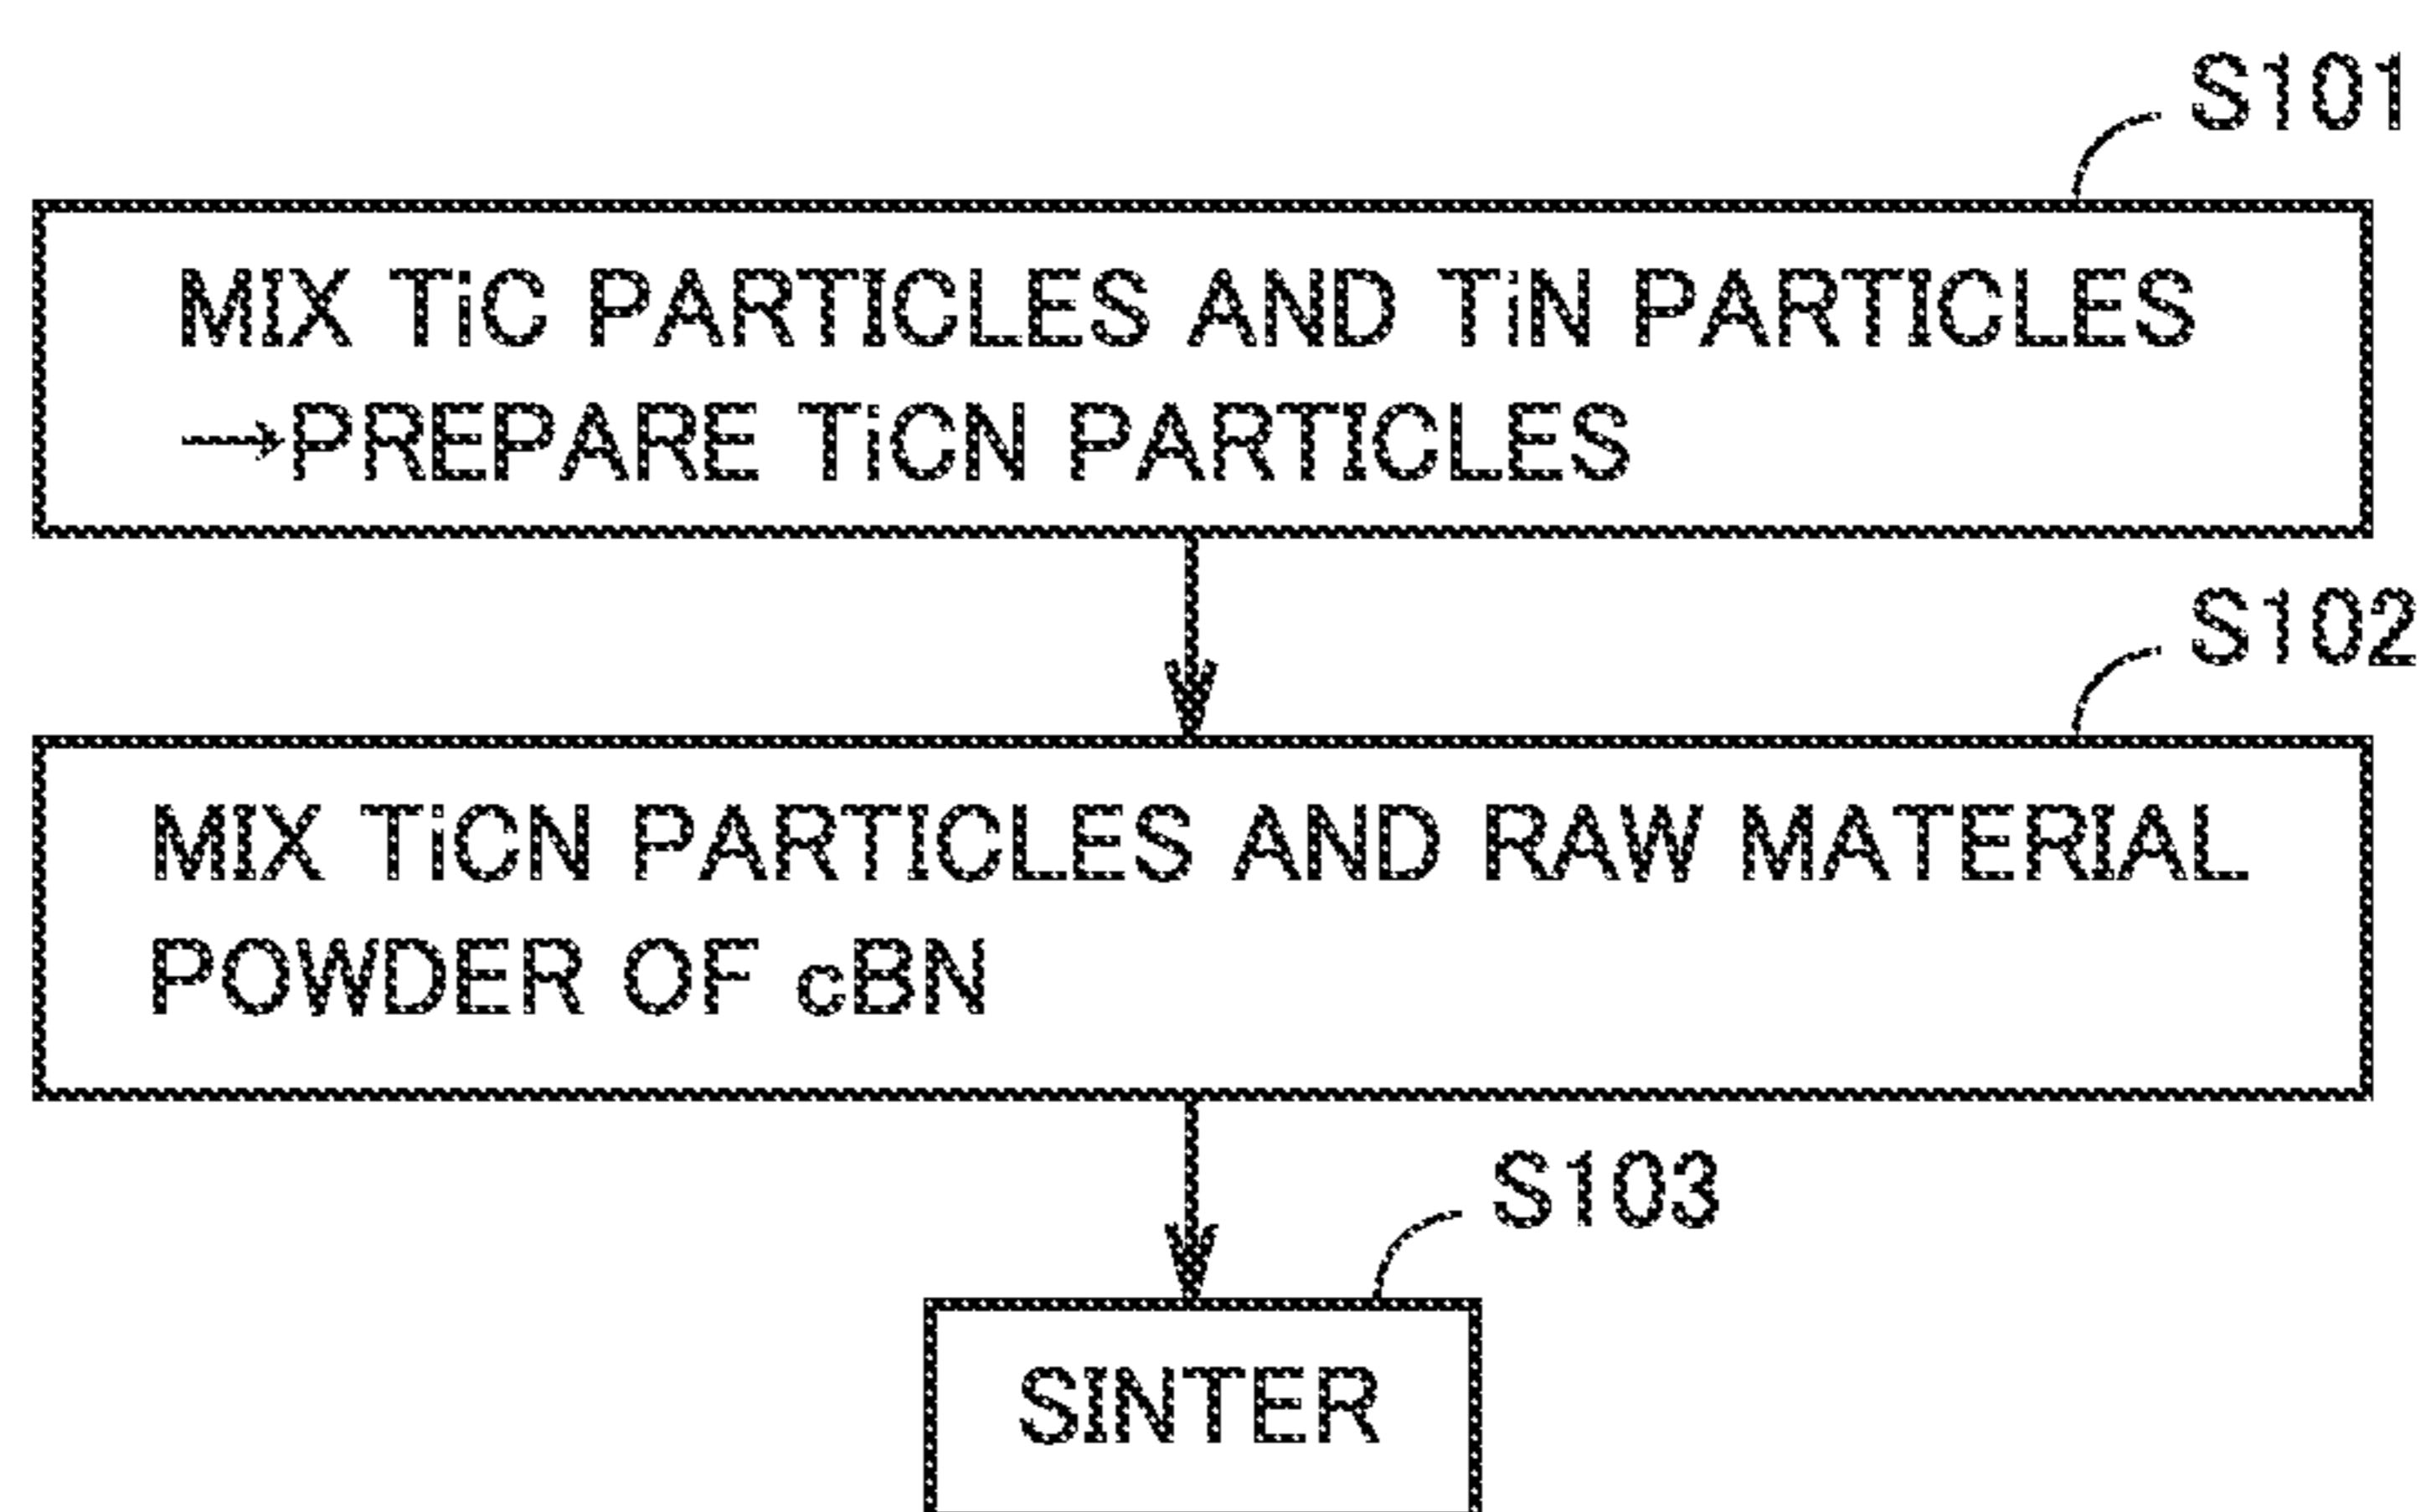 S101
MIX TiC PARTICLES AND TiN PARTICLES
→PREPARE TiCN PARTICLES
S102
MIX TiCN PARTICLES AND RAW MATERIAL
POWDER OF cBN
S103
SINTER